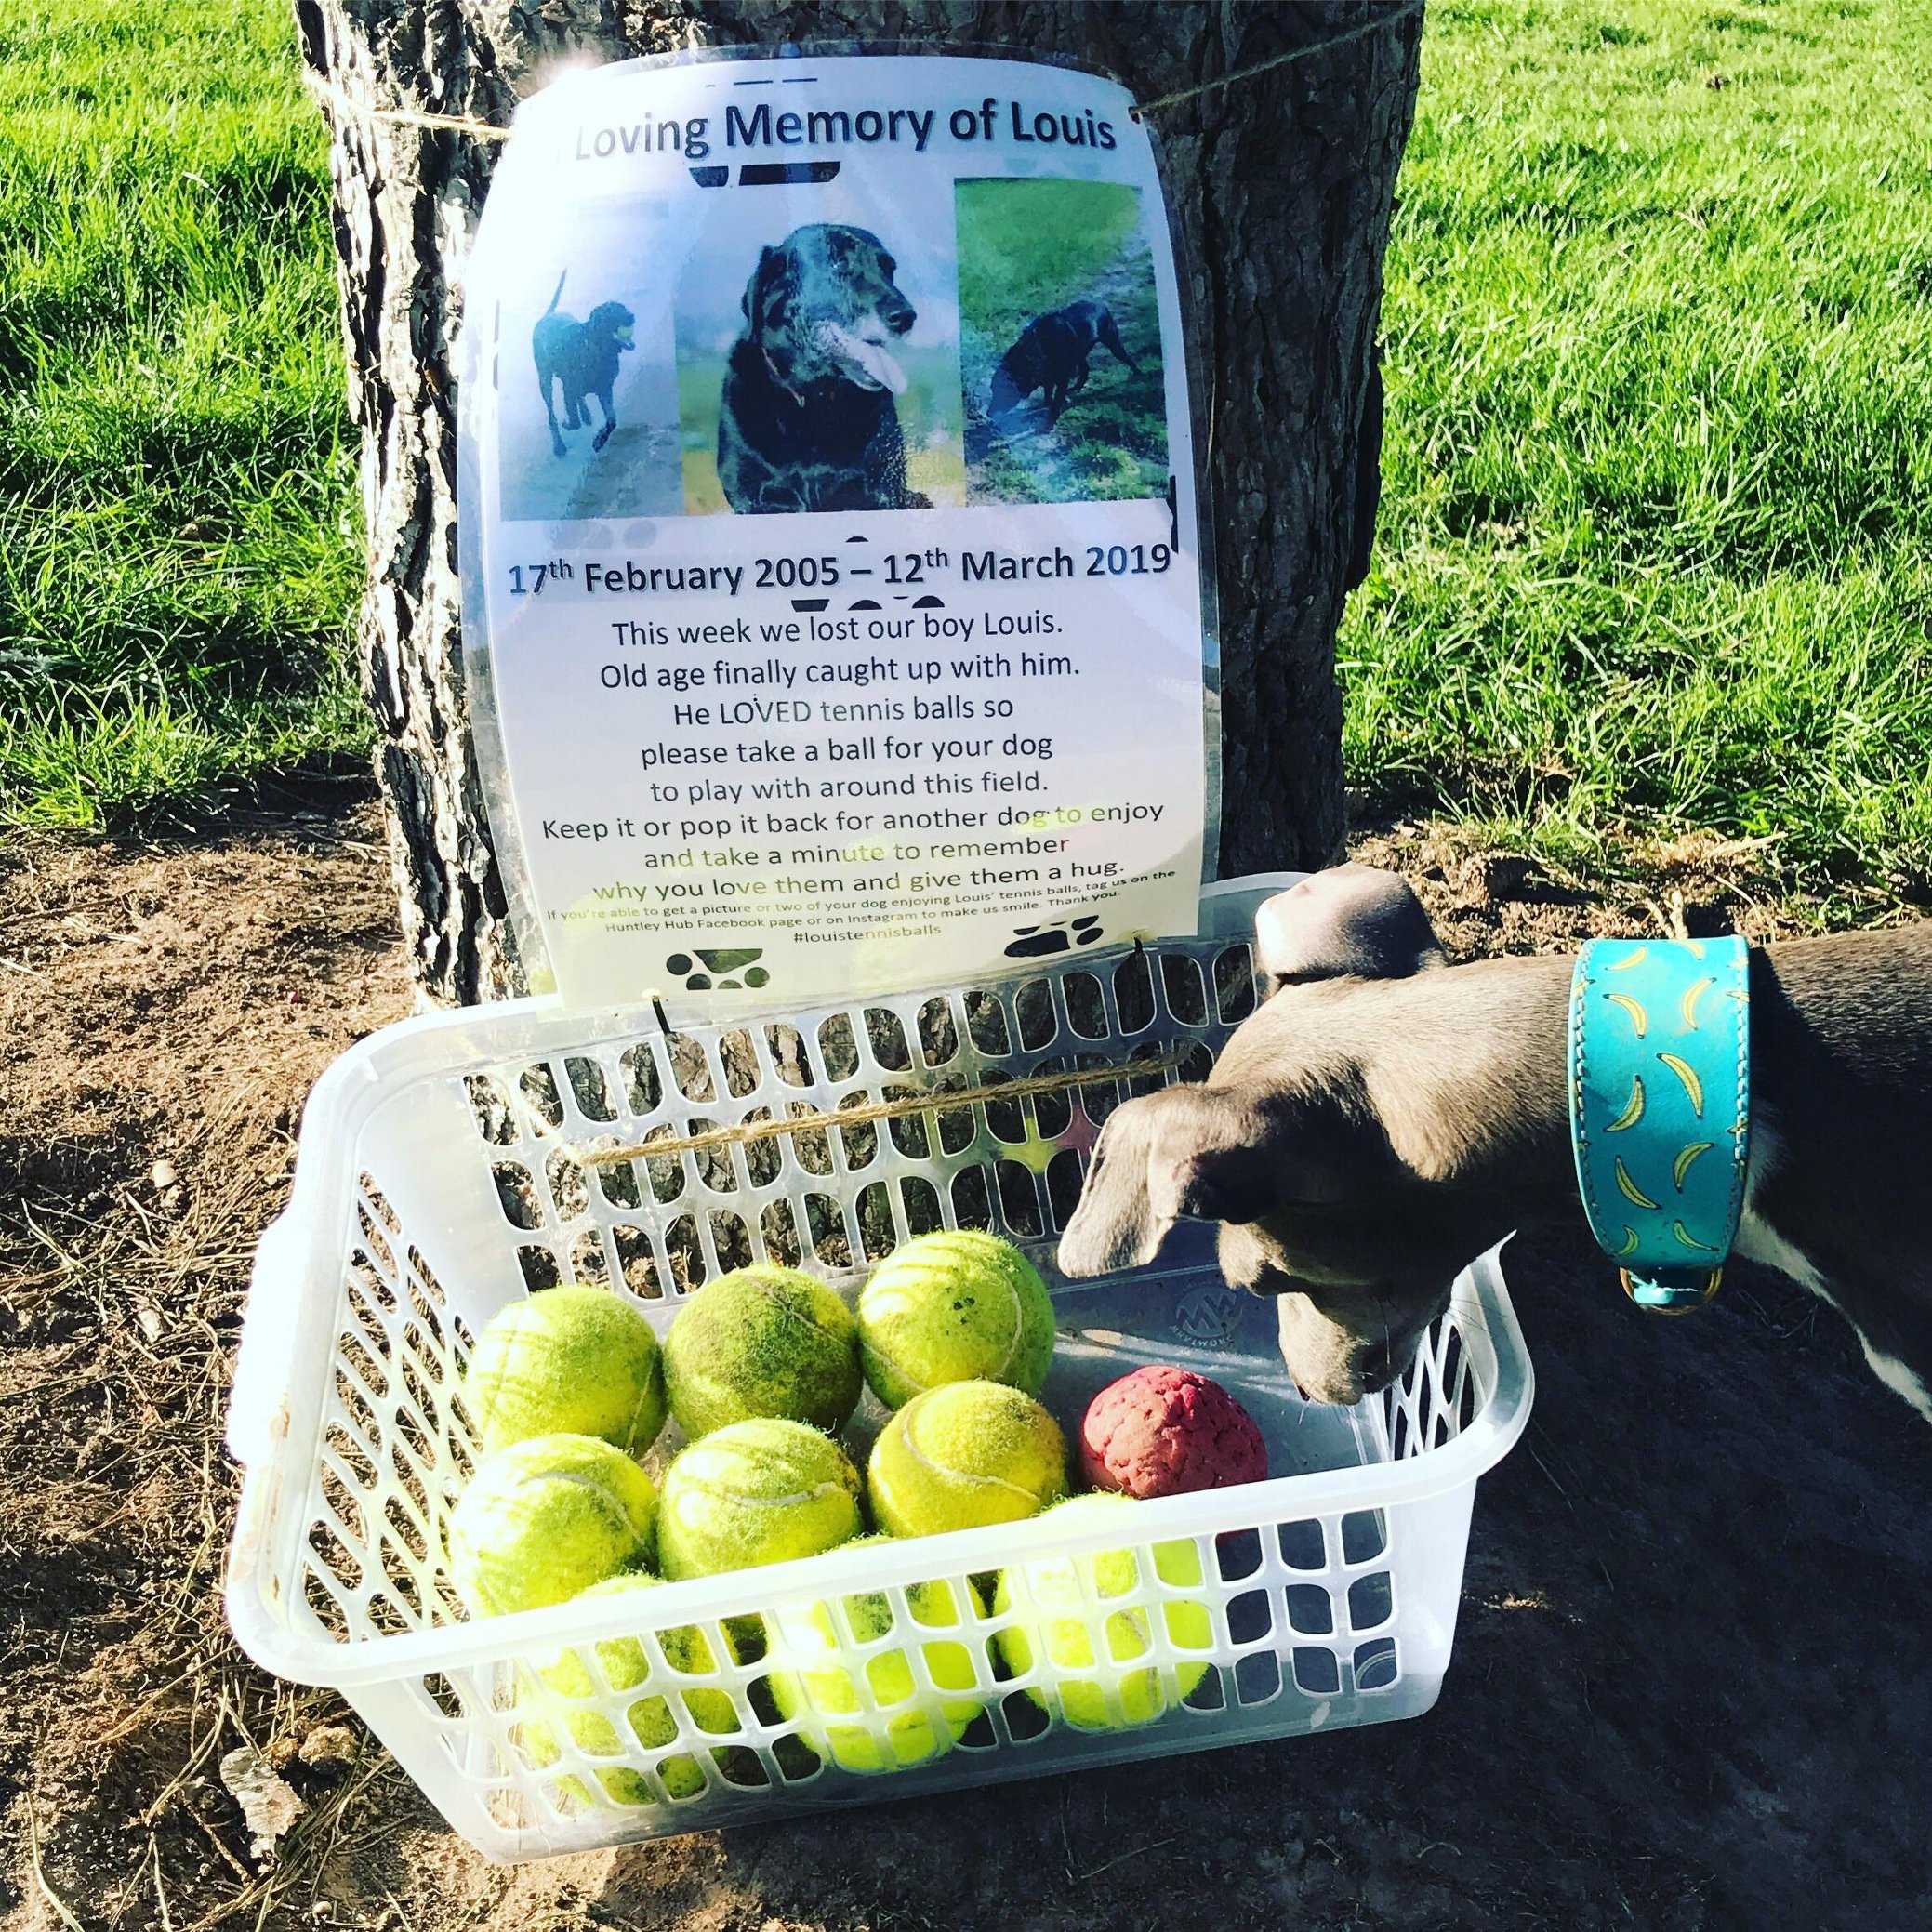 Loving Memory of Louis
17th February 2005 – 12th March 2019
This week we lost our boy Louis.
Old age finally caught up with him.
He LOVED tennis balls so
please take a ball for your dog
to play with around this field.
Keep it or pop it back for another dog to enjoy
and take a minute to remember
why you love them and give them a hug.
If you're able to get a picture or two of your dog enjoying Louis' tennis balls, tag us on the
Huntley Hub Facebook page or on Instagram to make us smile. Thank you.
#louistennisballs